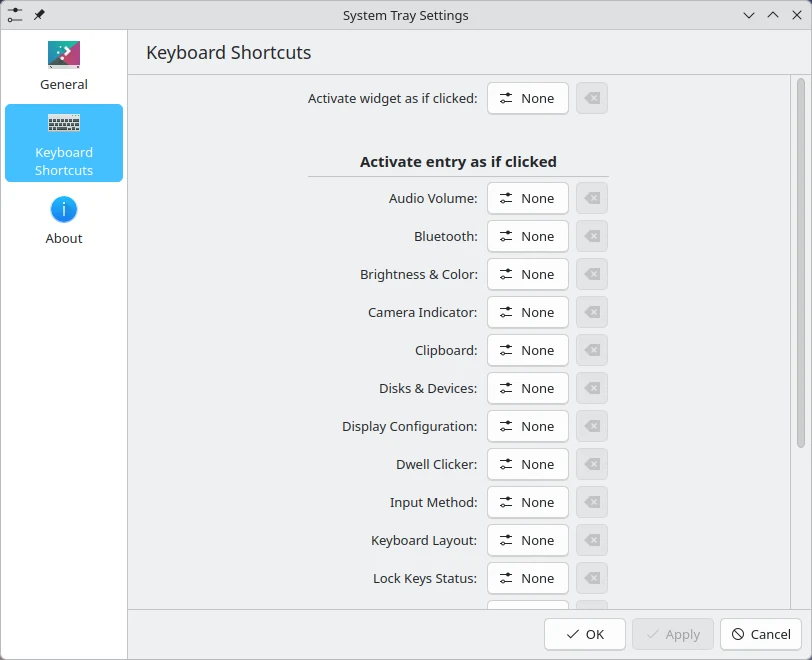 System Tray Settings
General
Keyboard
Shortcuts
About
Keyboard Shortcuts
Activate widget as if clicked: None
Activate entry as if clicked
Audio Volume: None
Bluetooth: None
Brightness & Color: None
Camera Indicator: None
Clipboard: None
Disks & Devices: None
Display Configuration: None
Dwell Clicker: None
Input Method: None
Keyboard Layout: None
Lock Keys Status: None
OK Apply Cancel